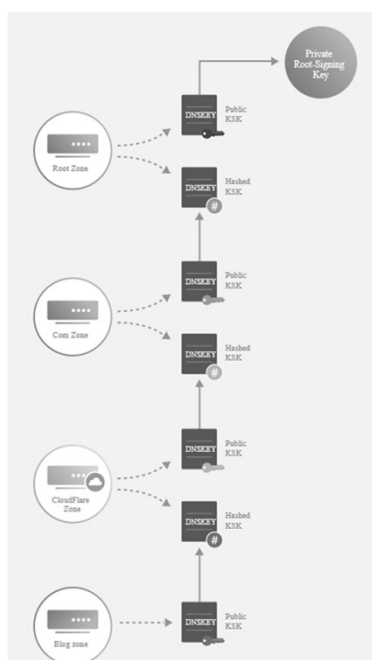 Private
Root-Signing
Key
DNSKEY
Public
KSK
Root Zone
DNSKEY
#
Hashed
KSK
DNSKEY
Public
KSK
Com Zone
DNSKEY
#
Hashed
KSK
DNSKEY
Public
KSK
CloudFlare
Zone
DNSKEY
#
Hashed
KSK
DNSKEY
Public
KSK
Blog zone